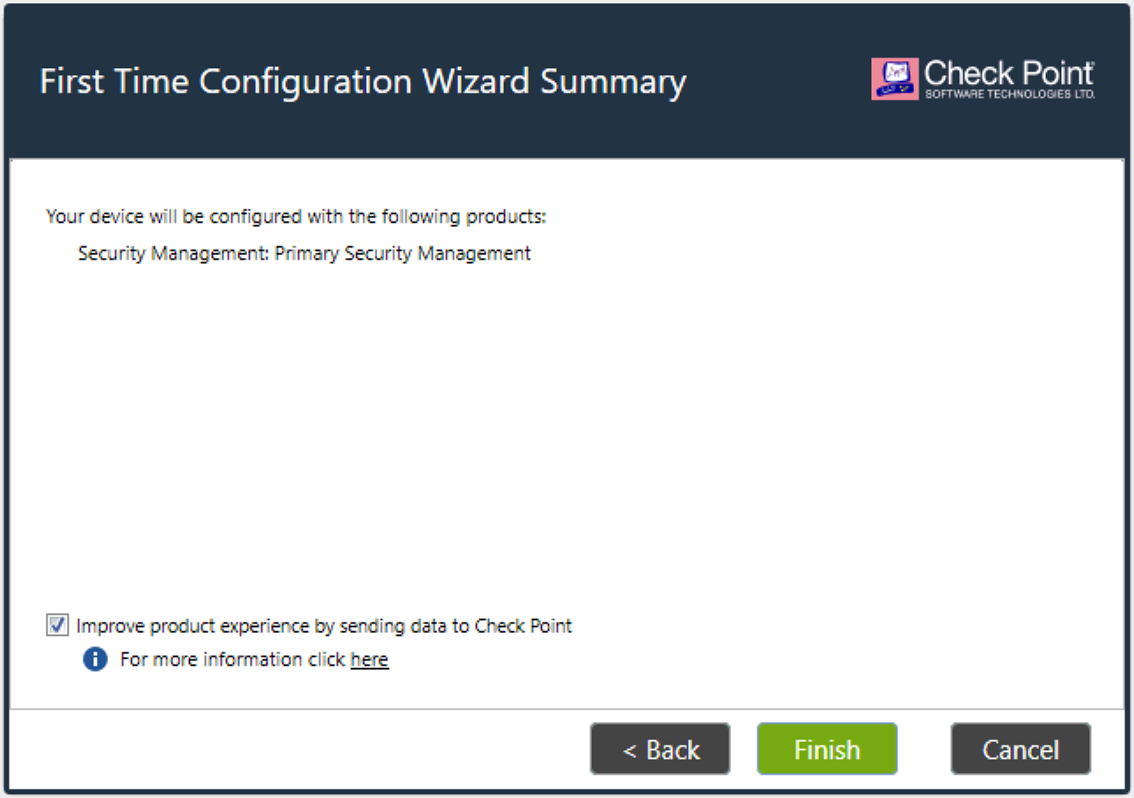 First Time Configuration Wizard Summary
Check Point
SOFTWARE TECHNOLOGIES LTD.
Your device will be configured with the following products:
Security Management: Primary Security Management
Improve product experience by sending data to Check Point
For more information click here
< Back
Finish
Cancel